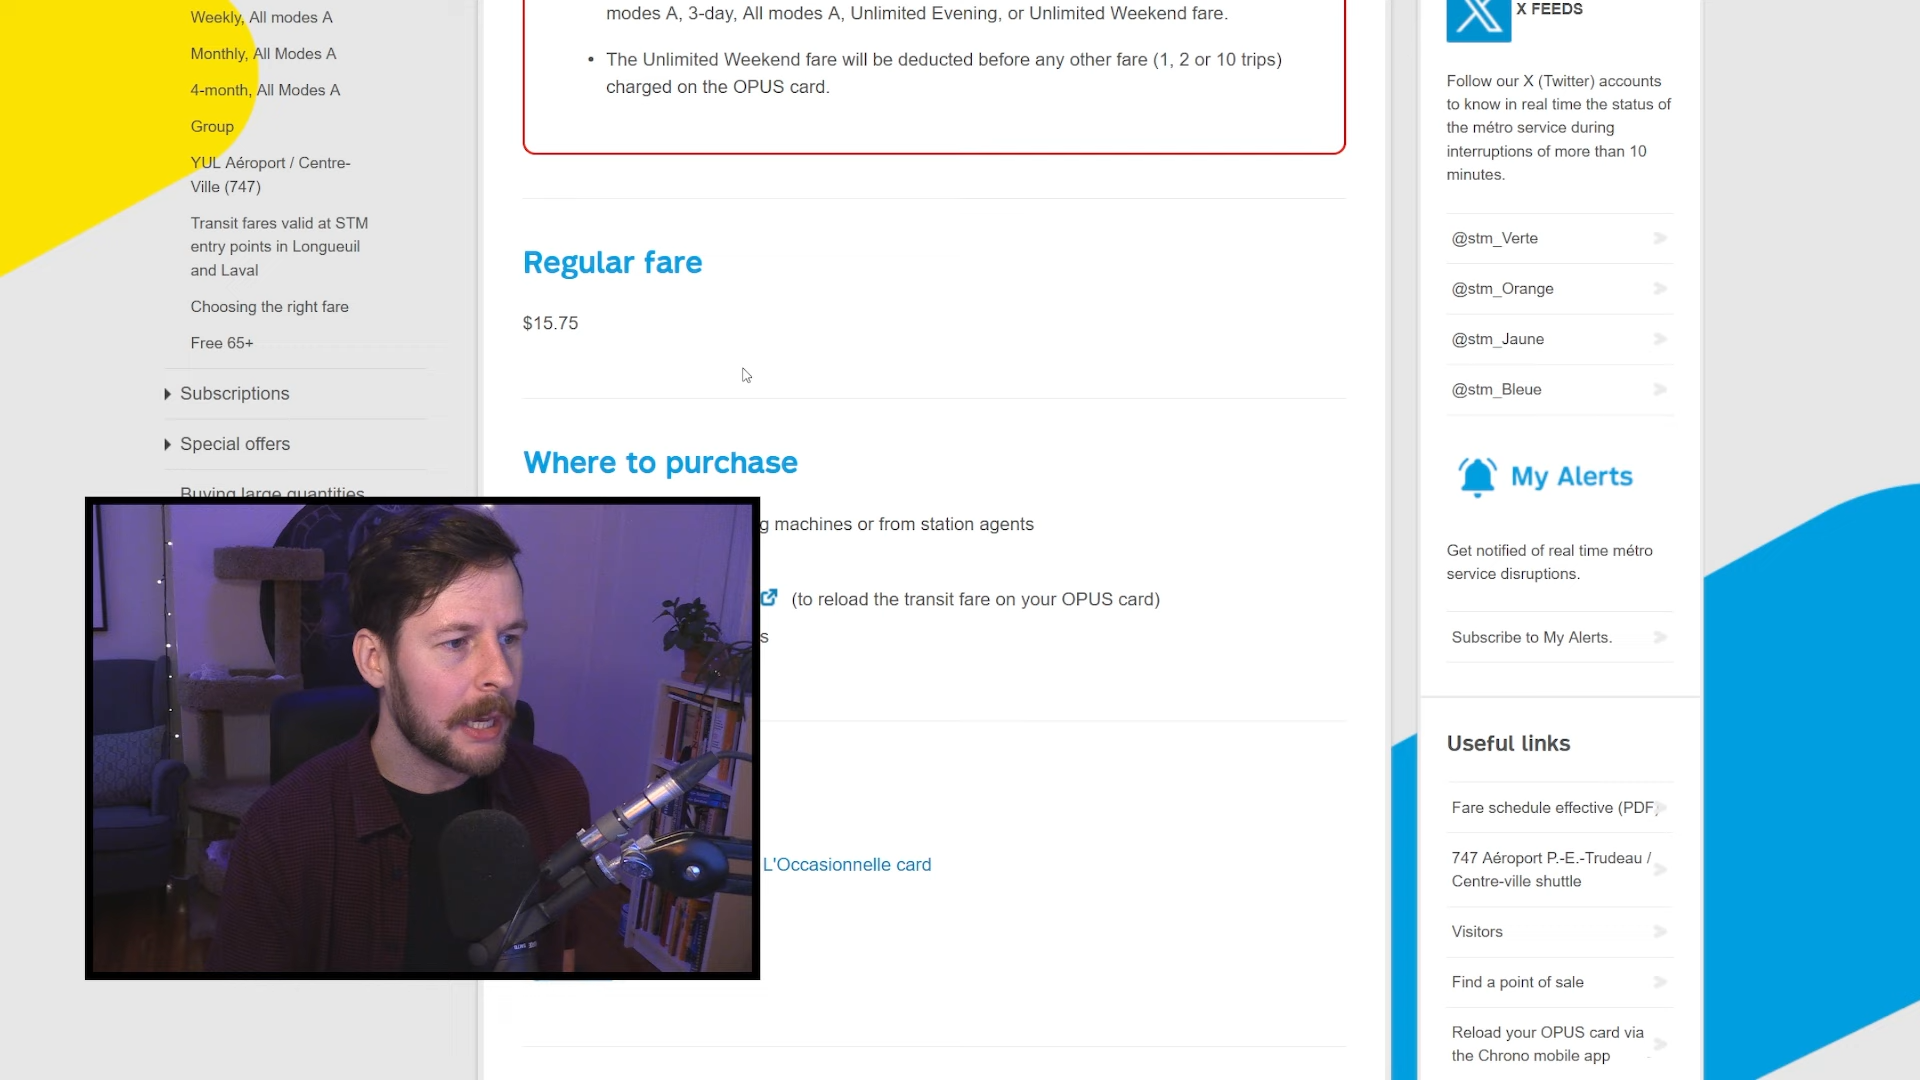 Weekly, All modes A
Monthly, All Modes A
4-month, All Modes A
Group
YUL Aéroport / Centre-
Ville (747)
Transit fares valid at STM
entry points in Longueuil
and Laval
Choosing the right fare
Free 65+
Subscriptions
Special offers
Buying large quantities
modes A, 3-day, All modes A, Unlimited Evening, or Unlimited Weekend fare.
• The Unlimited Weekend fare will be deducted before any other fare (1, 2 or 10 trips)
charged on the OPUS card.
Regular fare
$15.75
Where to purchase
g machines or from station agents
(to reload the transit fare on your OPUS card)
s
L'Occasionnelle card
X FEEDS
Follow our X (Twitter) accounts
to know in real time the status of
the métro service during
interruptions of more than 10
minutes.
@stm_Verte
@stm_Orange
@stm_Jaune
@stm_Bleue
My Alerts
Get notified of real time métro
service disruptions.
Subscribe to My Alerts.
Useful links
Fare schedule effective (PDF)
747 Aéroport P.-E.-Trudeau /
Centre-ville shuttle
Visitors
Find a point of sale
Reload your OPUS card via
the Chrono mobile app